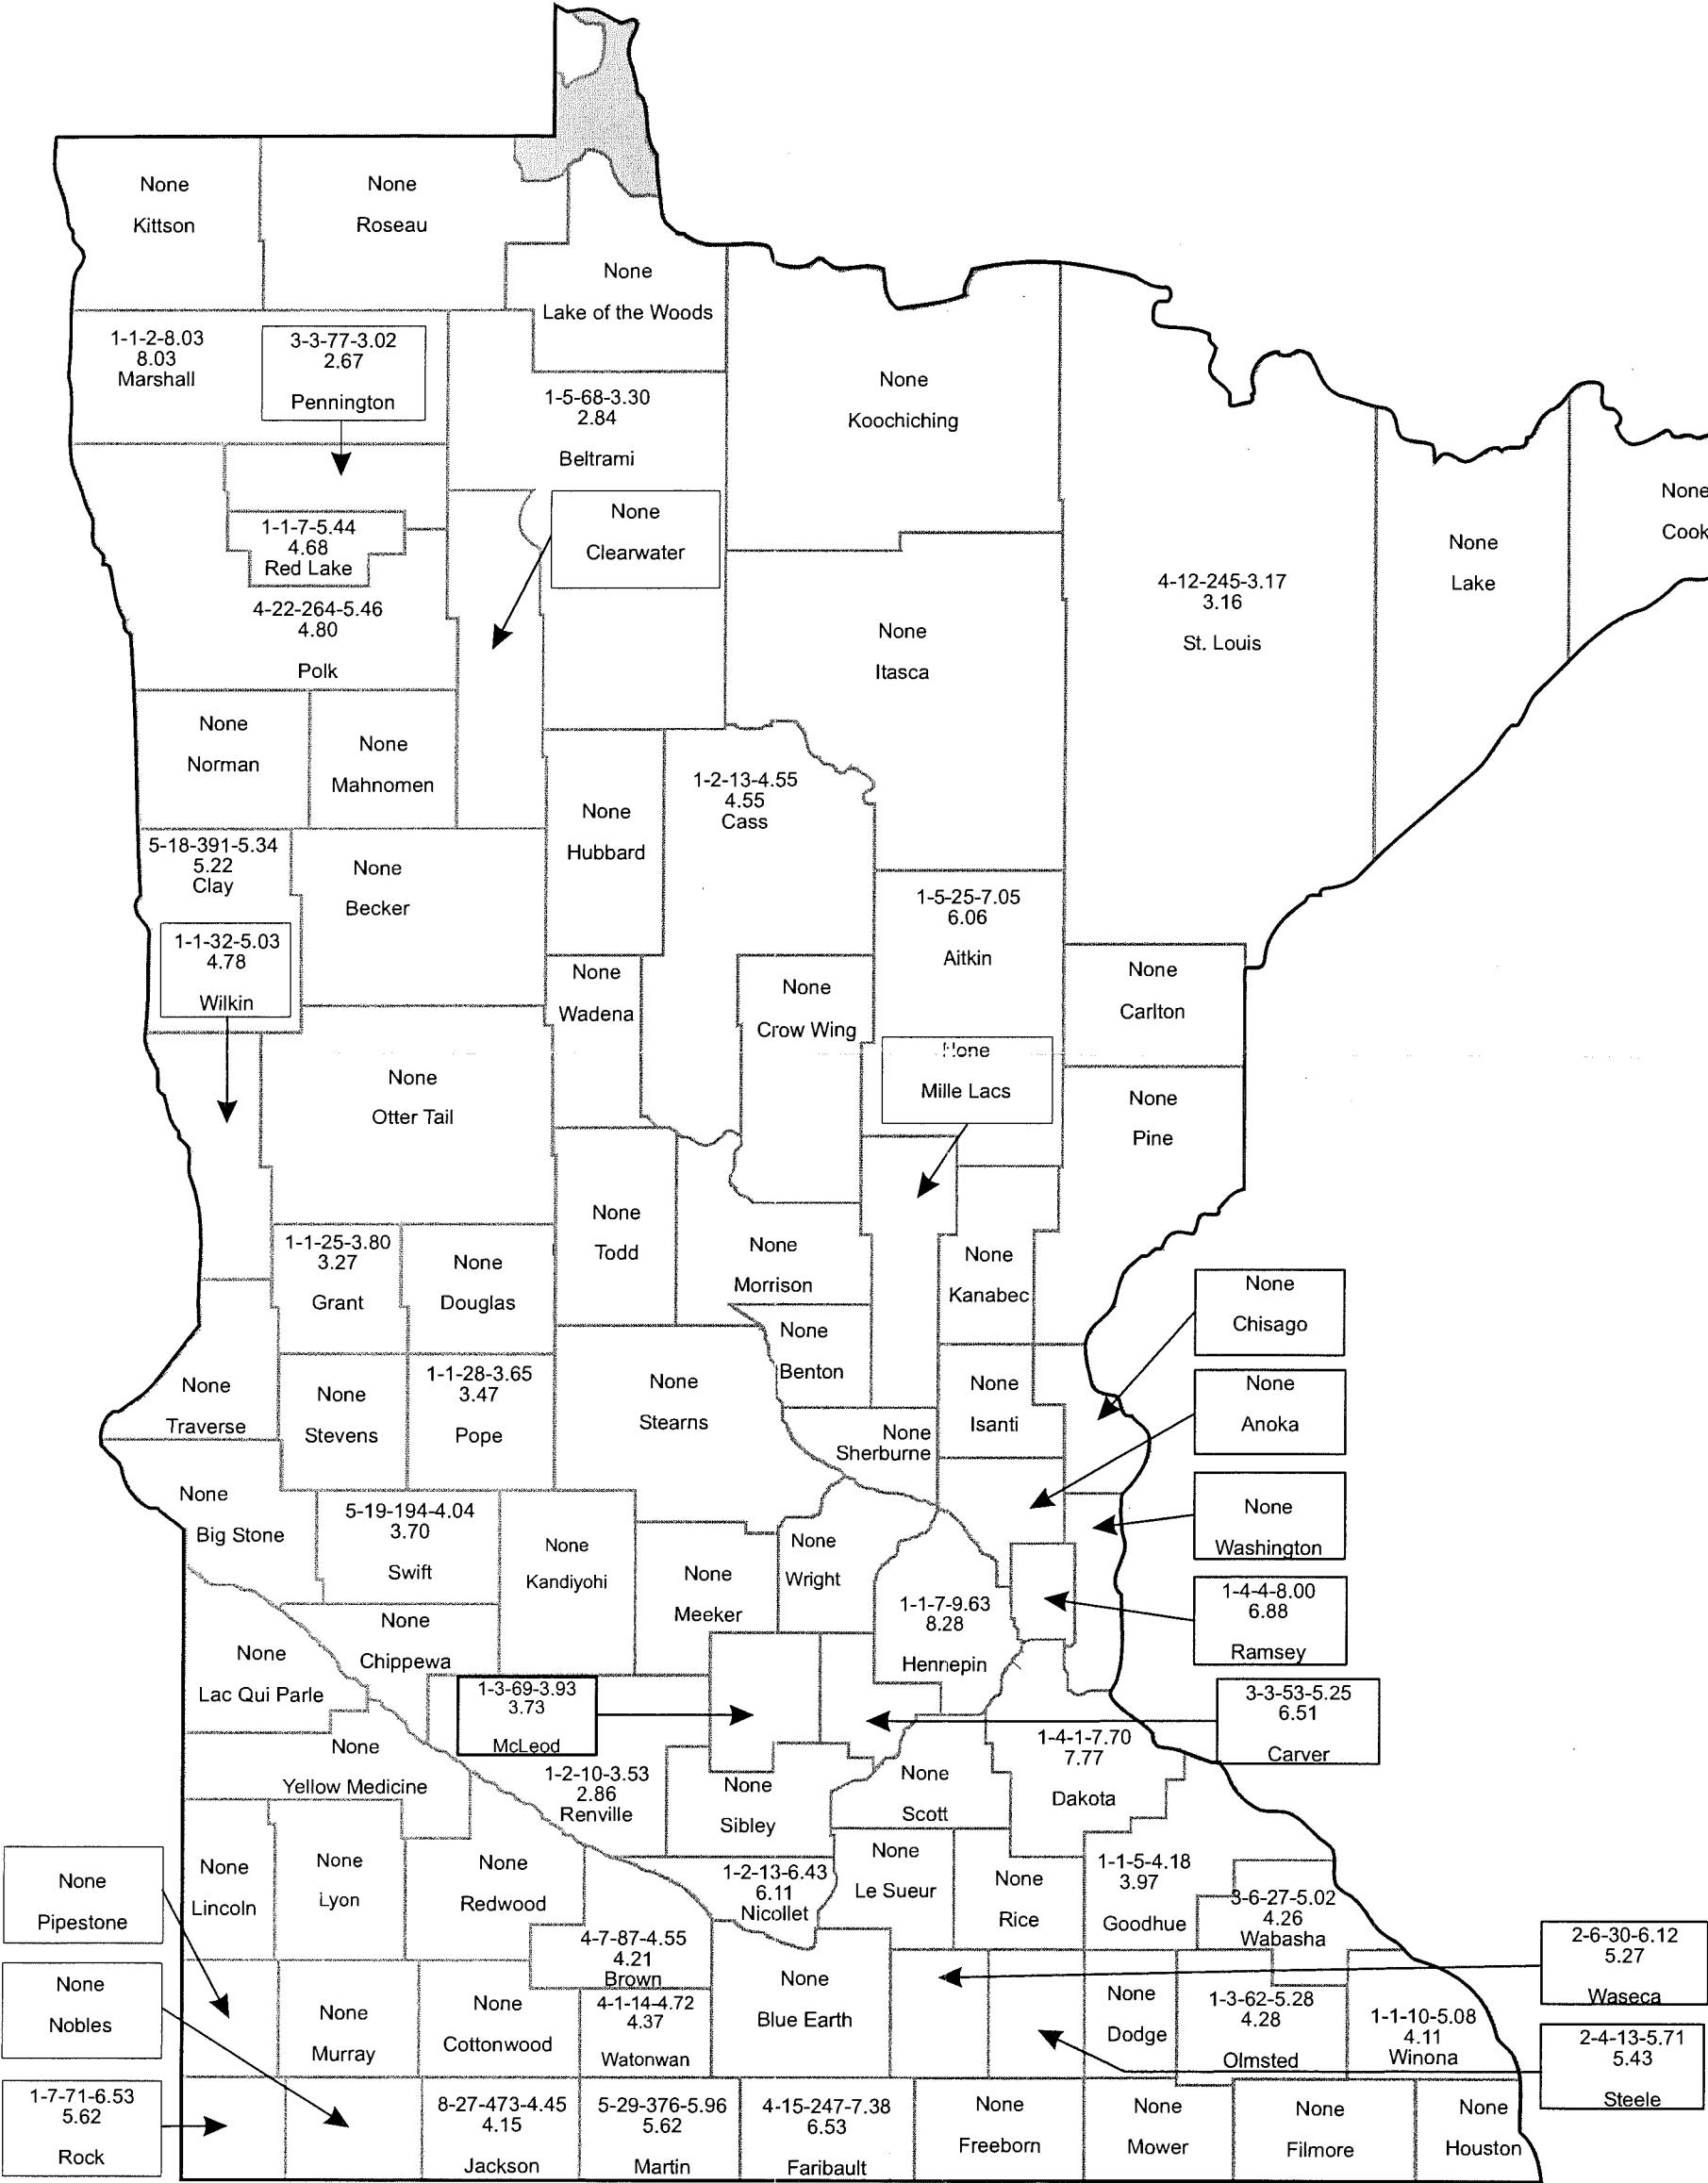 None
Kittson
None
Roseau
None
Lake of the Woods
1-1-2-8.03
8.03
Marshall
3-3-77-3.02
2.67
Pennington
1-5-68-3.30
2.84
Beltrami
None
Koochiching
None
Cook
None
Lake
4-12-245-3.17
3.16
St. Louis
None
Clearwater
1-1-7-5.44
4.68
Red Lake
4-22-264-5.46
4.80
Polk
None
Itasca
None
Norman
None
Mahnomen
None
Hubbard
1-2-13-4.55
4.55
Cass
5-18-391-5.34
5.22
Clay
None
Becker
1-5-25-7.05
6.06
Aitkin
1-1-32-5.03
4.78
Wilkin
None
Wadena
None
Crow Wing
None
Carlton
None
Mille Lacs
None
Otter Tail
None
Pine
None
Todd
None
Morrison
None
Kanabec
1-1-25-3.80
3.27
Grant
None
Douglas
None
Chisago
None
Benton
None
Traverse
None
Stevens
1-1-28-3.65
3.47
Pope
None
Stearns
None
Isanti
None
Anoka
None
Sherburne
None
Big Stone
5-19-194-4.04
3.70
Swift
None
Kandiyohi
None
Wright
None
Washington
None
Meeker
1-1-7-9.63
8.28
Hennepin
1-4-4-8.00
6.88
Ramsey
None
Chippewa
None
Lac Qui Parle
1-3-69-3.93
3.73
McLeod
3-3-53-5.25
6.51
Carver
None
Yellow Medicine
1-2-10-3.53
2.86
Renville
None
Sibley
None
Scott
1-4-1-7.70
7.77
Dakota
None
Pipestone
None
Lincoln
None
Lyon
None
Redwood
1-2-13-6.43
6.11
Nicollet
None
Le Sueur
None
Rice
1-1-5-4.18
3.97
Goodhue
3-6-27-5.02
4.26
Wabasha
4-7-87-4.55
4.21
Brown
2-6-30-6.12
5.27
Waseca
None
Nobles
None
Murray
None
Cottonwood
4-1-14-4.72
4.37
Watonwan
None
Blue Earth
None
Dodge
1-3-62-5.28
4.28
Olmsted
1-1-10-5.08
4.11
Winona
2-4-13-5.71
5.43
Steele
1-7-71-6.53
5.62
Rock
8-27-473-4.45
4.15
Jackson
5-29-376-5.96
5.62
Martin
4-15-247-7.38
6.53
Faribault
None
Freeborn
None
Mower
None
Filmore
None
Houston